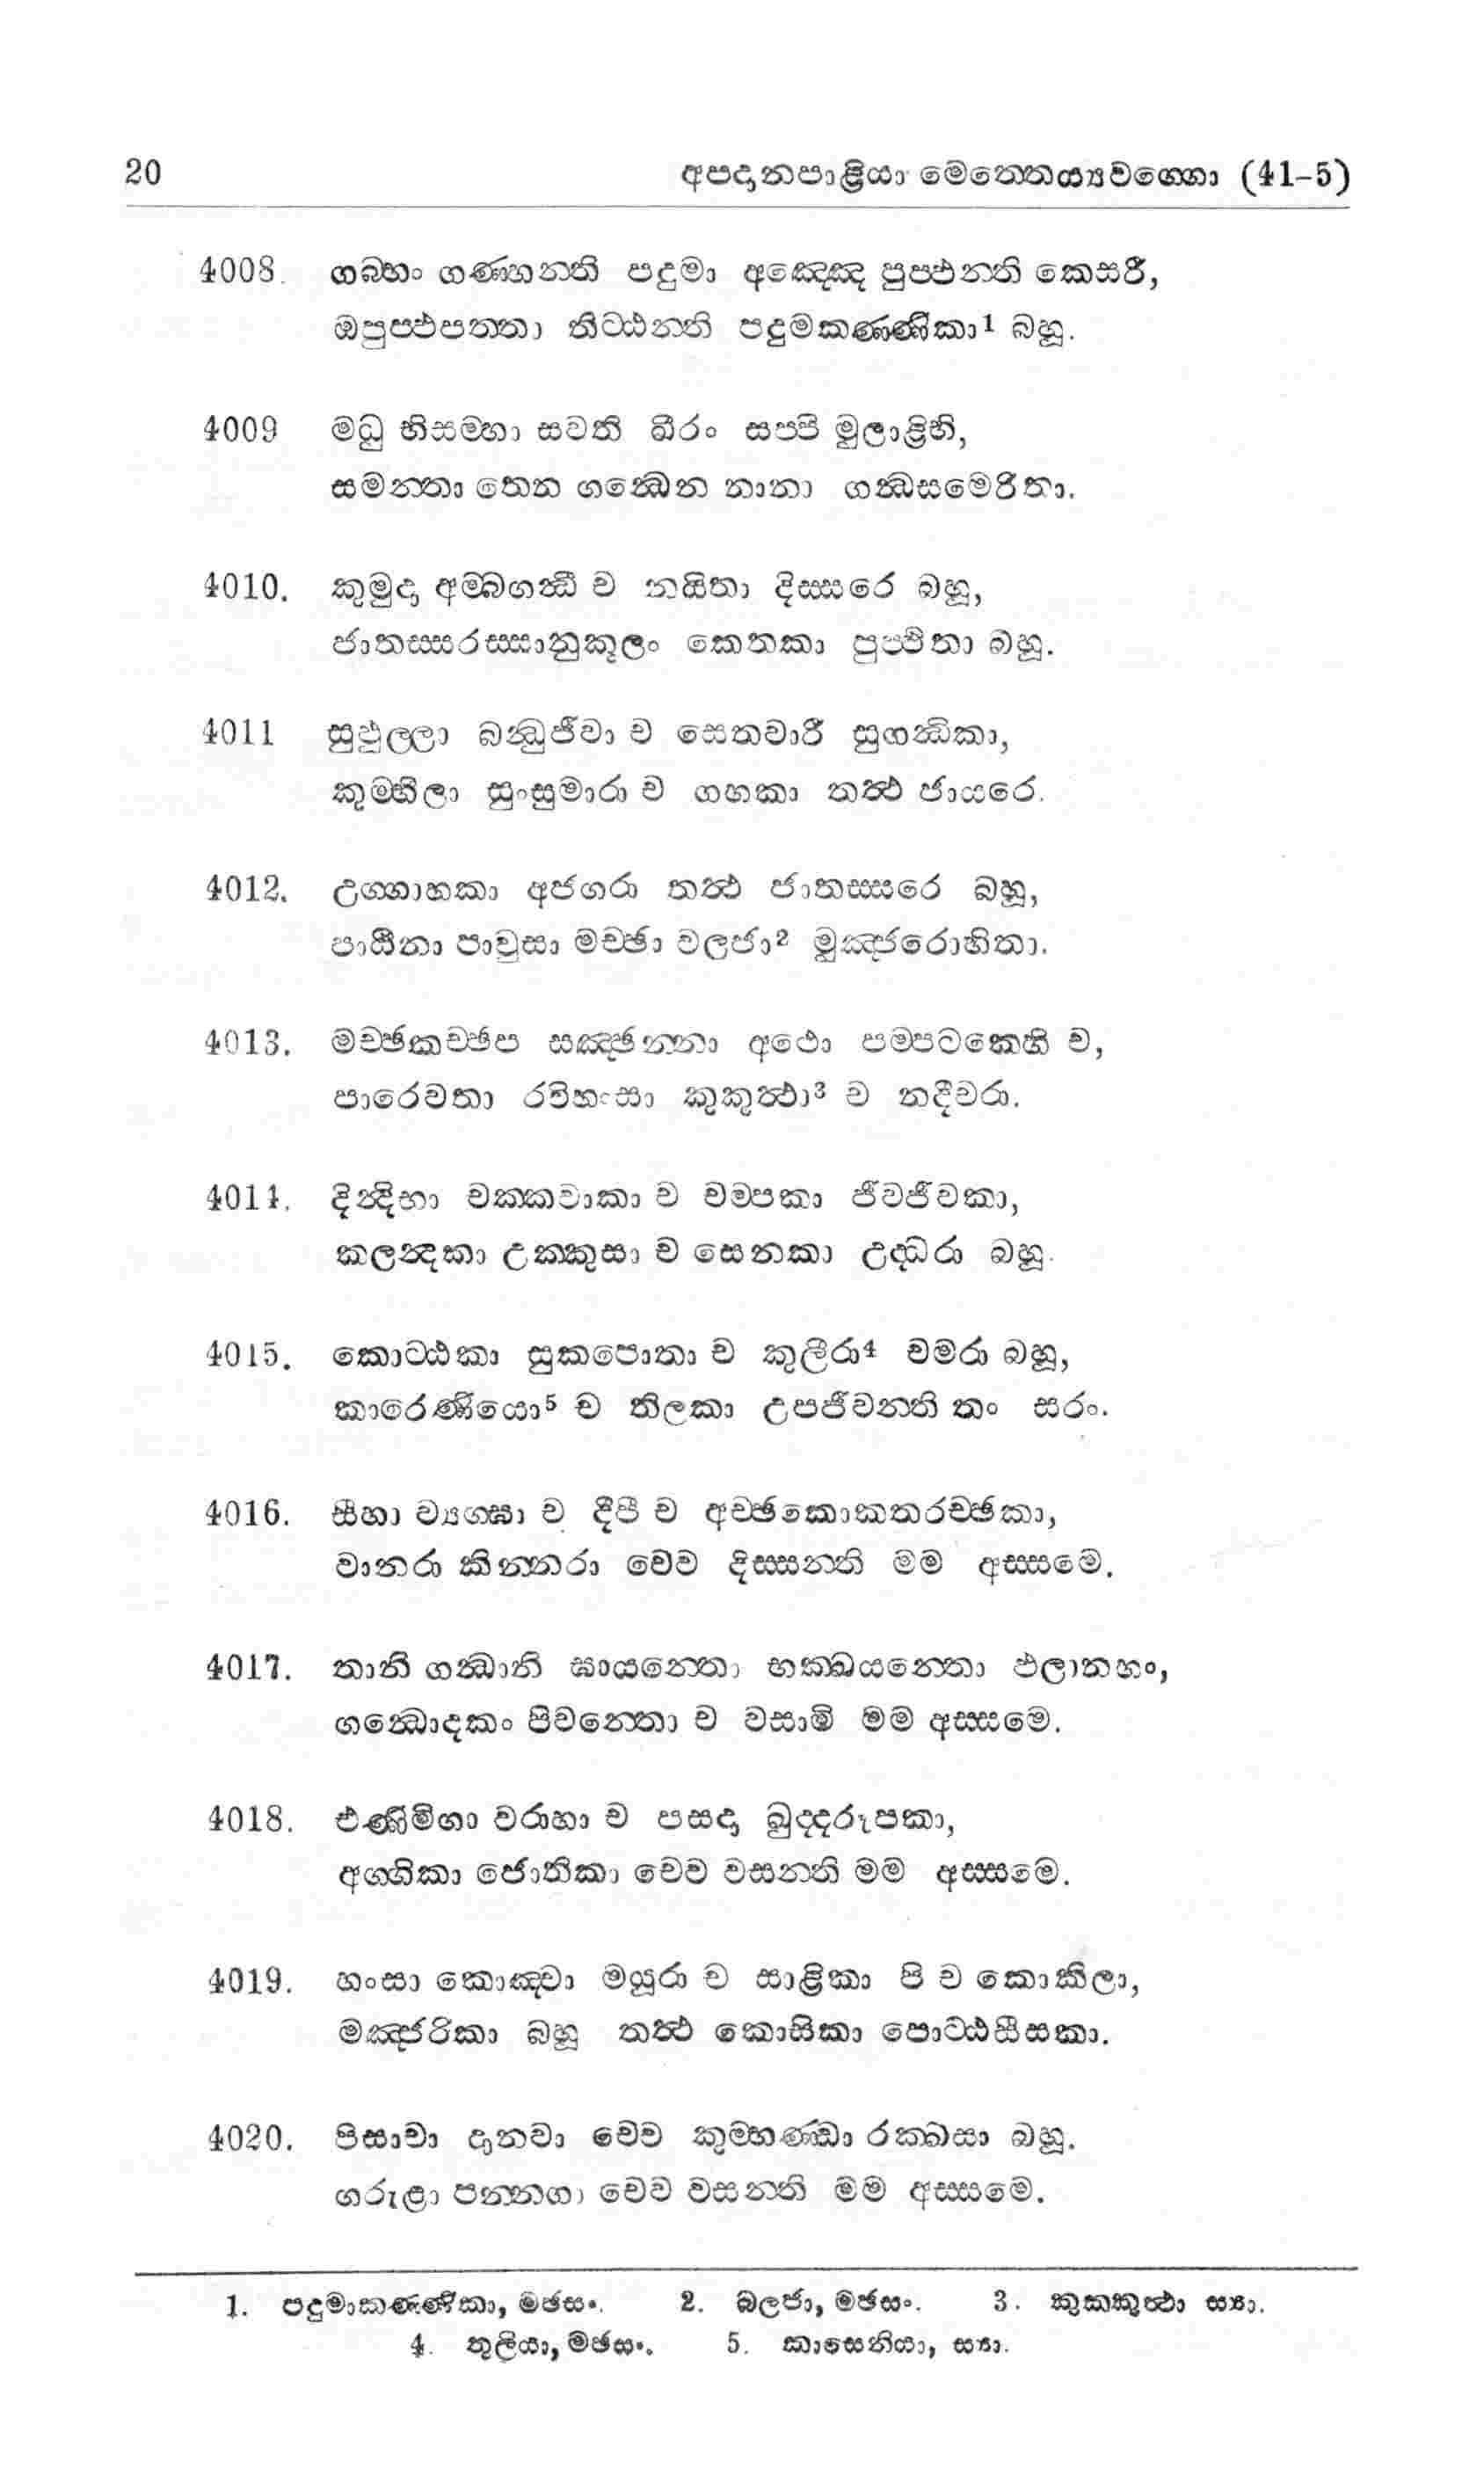 20 අපදානපාළියා මෙත්තෙය්‍යවග්ගො (41-5)
4008. ගබ්භං ගණ්හන්ති පදුමා අඤ්ඤෙ පුප්ඵන්ති කෙසරී,
ඔපුප්ඵපත්තා තිට්ඨන්ති පදුමකණ්ණිකා1 බහූ.
4009 මධු භිසම්හා සවති ඛීරං සප්පි මුලාළිභි,
සමන්තා තෙන ගන්ධෙන නානා ගන්ධසමෙරිතා.
4010. කුමුදා අම්බගන්ධී ච නයිතා දිස්සරෙ බහූ,
ජාතස්සරස්සානුකූලං කෙතකා පුප්ඵිතා බහූ.
4011 සුඵුල්ලා බන්ධුජීවා ච සෙතවාරී සුගන්ධිකා,
කුම්භිලා සුංසුමාරා ච ගහකා තත්ථ ජායරෙ.
4012. උග්ගාහකා අජගරා තත්ථ ජාතස්සරෙ බහූ,
පාඨීනා පාවුසා මච්ඡා වලජා2 මුඤ්ජරොහිතා.
4013. මච්ඡකච්ඡප සඤ්ඡන්නා අථො පම්පටකෙහි ච,
පාරෙවතා රවිහංසා කුකුත්ථා3 ච නදීචරා.
4014. දින්දිභා චක්කවාකා ච චම්පකා ජීවජීවකා,
කලන්දකා උක්කුසා ච සෙනකා උද්ධරා බහූ.
4015. කොට්ඨකා සුකපොතා ච කුලීරා4 චමරා බහූ,
කාරෙණියො5 ච තිලකා උපජීවන්ති තං සරං.
4016. සීහා ව්‍යග්ඝා ච දීපී ච අච්ඡකොකතරච්ඡකා,
වානරා කින්නරා චෙව දිස්සන්ති මම අස්සමෙ.
4017. තානි ගන්ධානි ඝායන්තො භක්ඛයන්තො ඵලානහං,
ගන්ධොදකං පිවන්තො ච වසාමි මම අස්සමෙ.
4018. එණිමිගා වරාහා ච පසදා ඛුද්දරූපකා,
අග්ගිකා ජොතිකා චෙව වසන්ති මම අස්සමෙ.
4019. හංසා කොඤ්චා මයූරා ච සාළිකා පි ච කොකිලා,
මඤ්ජරිකා බහූ තත්ථ කොසිකා පොට්ඨසීසකා.
4020. පිසාචා දානවා චෙව කුම්භණ්ඩා රක්ඛසා බහූ.
ගරුළා පන්නගා චෙව වසන්ති මම අස්සමෙ.
1. පදුමාකණ්ණිකා, මඡසං. 2. බලජා, මඡසං. 3. කුක්කුත්ථා ස්‍යා.
4. තුලියා, මඡසං. 5. කාසෙනියා, ස්‍යා.